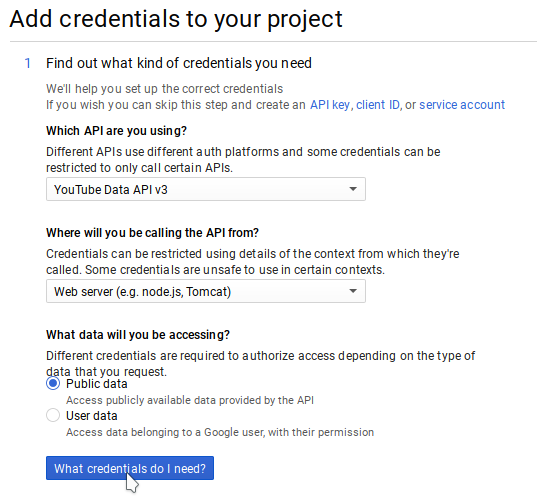 Add credentials to your project
1 Find out what kind of credentials you need
We'll help you set up the correct credentials
If you wish you can skip this step and create an API key, client ID, or service account
Which API are you using?
Different APIs use different auth platforms and some credentials can be
restricted to only call certain APIs.
YouTube Data API v3
Where will you be calling the API from?
Credentials can be restricted using details of the context from which they're
called. Some credentials are unsafe to use in certain contexts.
Web server (e.g. node.js, Tomcat)
What data will you be accessing?
Different credentials are required to authorize access depending on the type of
data that you request.
Public data
Access publicly available data provided by the API
User data
Access data belonging to a Google user, with their permission
What credentials do I need?